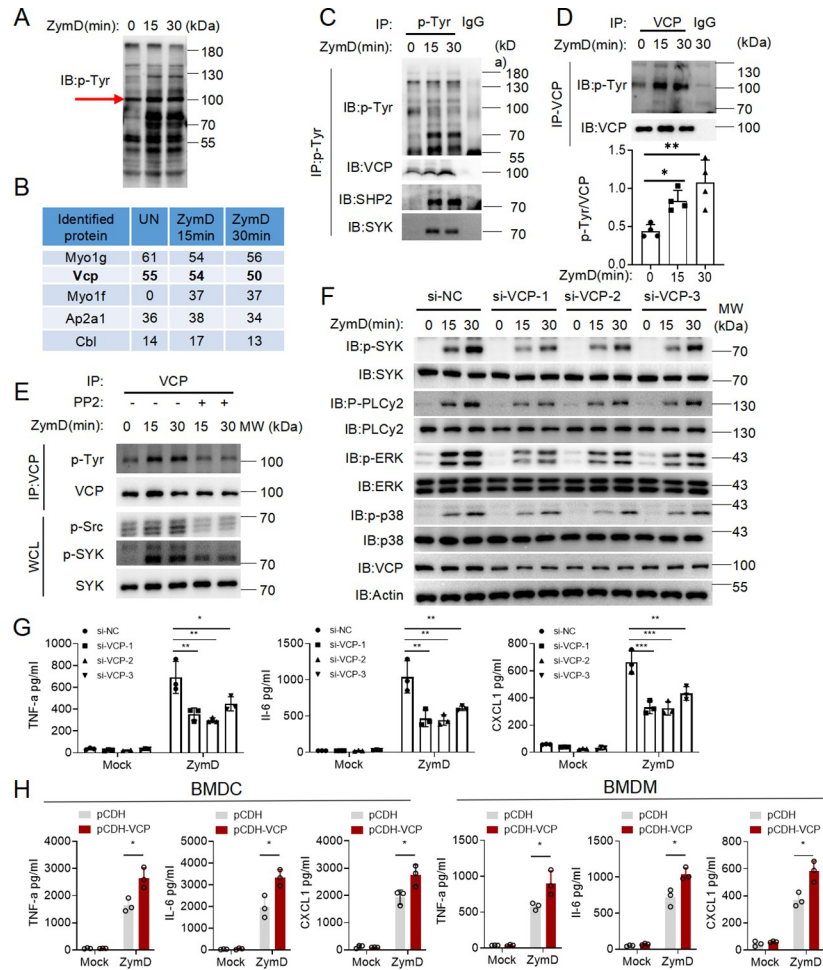 A
ZymD(min): 0 15 30 (kDa)
IB:p-Tyr
180
130
100
70
55
B
Identified protein UN ZymD 15min ZymD 30min
Myo1g 61 54 56
Vcp 55 54 50
Myo1f 0 37 37
Ap2a1 36 38 34
Cbl 14 17 13
C
IP: p-Tyr IgG
ZymD(min): 0 15 30 (kDa)
IP:p-Tyr
IB:p-Tyr
180
130
100
70
55
IB:VCP
100
IB:SHP2
70
IB:SYK
70
D
IP: VCP IgG
ZymD(min): 0 15 30 30 (kDa)
IP-VCP
IB:p-Tyr
130
100
70
IB:VCP 100
p-Tyr/VCP
**
*
1.5
1.0
0.5
0.0
ZymD(min): 0 15 30
E
IP: VCP
PP2: - - - + +
ZymD(min): 0 15 30 15 30 MW (kDa)
IP:VCP
p-Tyr 100
VCP 100
WCL
p-Src 70
p-SYK 70
SYK 70
F
si-NC si-VCP-1 si-VCP-2 si-VCP-3 MW
ZymD(min): 0 15 30 0 15 30 0 15 30 0 15 30 (kDa)
IB:p-SYK 70
IB:SYK 70
IB:P-PLCy2 130
IB:PLCy2 130
IB:p-ERK 43
IB:ERK 43
IB:p-p38 43
IB:p38 43
IB:VCP 100
IB:Actin 55
G
si-NC
si-VCP-1
si-VCP-2
si-VCP-3
TNF-a pg/ml
1000
800
600
400
200
0
*
**
**
Mock ZymD
si-NC
si-VCP-1
si-VCP-2
si-VCP-3
Il-6 pg/ml
1500
1000
500
0
**
**
**
Mock ZymD
si-NC
si-VCP-1
si-VCP-2
si-VCP-3
CXCL1 pg/ml
800
600
400
200
0
**
***
***
Mock ZymD
H
BMDC
BMDM
pCDH
pCDH-VCP
TNF-a pg/ml
4000
3000
2000
1000
0
*
Mock ZymD
pCDH
pCDH-VCP
IL-6 pg/ml
5000
4000
3000
2000
1000
0
*
Mock ZymD
pCDH
pCDH-VCP
CXCL1 pg/ml
4000
3000
2000
1000
0
*
Mock ZymD
pCDH
pCDH-VCP
TNF-a pg/ml
1500
1000
500
0
*
Mock ZymD
pCDH
pCDH-VCP
Il-6 pg/ml
1500
1000
500
0
*
Mock ZymD
pCDH
pCDH-VCP
CXCL1 pg/ml
800
600
400
200
0
*
Mock ZymD